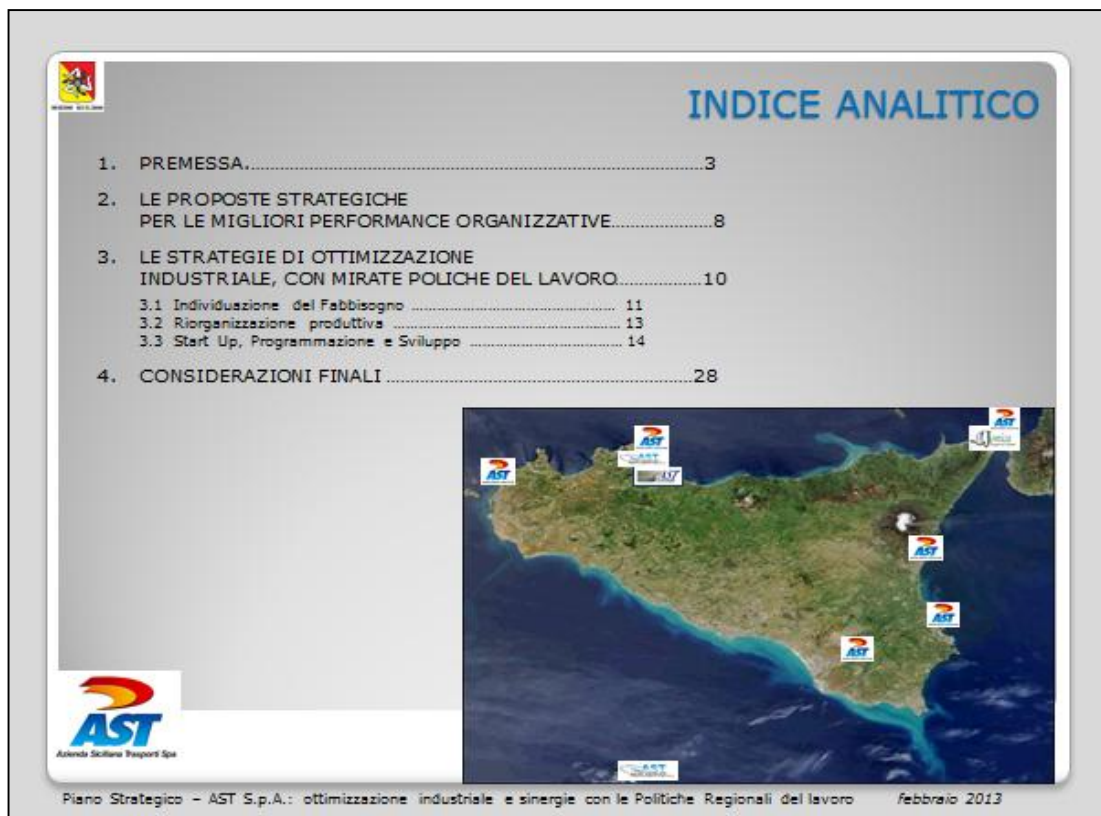 INDICE ANALITICO
1. PREMESSA.....3
2. LE PROPOSTE STRATEGICHE
PER LE MIGLIORI PERFORMANCE ORGANIZZATIVE.....8
3. LE STRATEGIE DI OTTIMIZZAZIONE
INDUSTRIALE, CON MIRATE POLICHE DEL LAVORO.....10
3.1 Individuazione del Fabbisogno ..... 11
3.2 Riorganizzazione produttiva ..... 13
3.3 Start Up, Programmazione e Sviluppo ..... 14
4. CONSIDERAZIONI FINALI .....28
AST
AST
AST
AST
AST
AST
AST
AST
AST
AST
Azienda Siciliana Trasporti Spa
Piano Strategico – AST S.p.A.: ottimizzazione industriale e sinergie con le Politiche Regionali del lavoro febbraio 2013